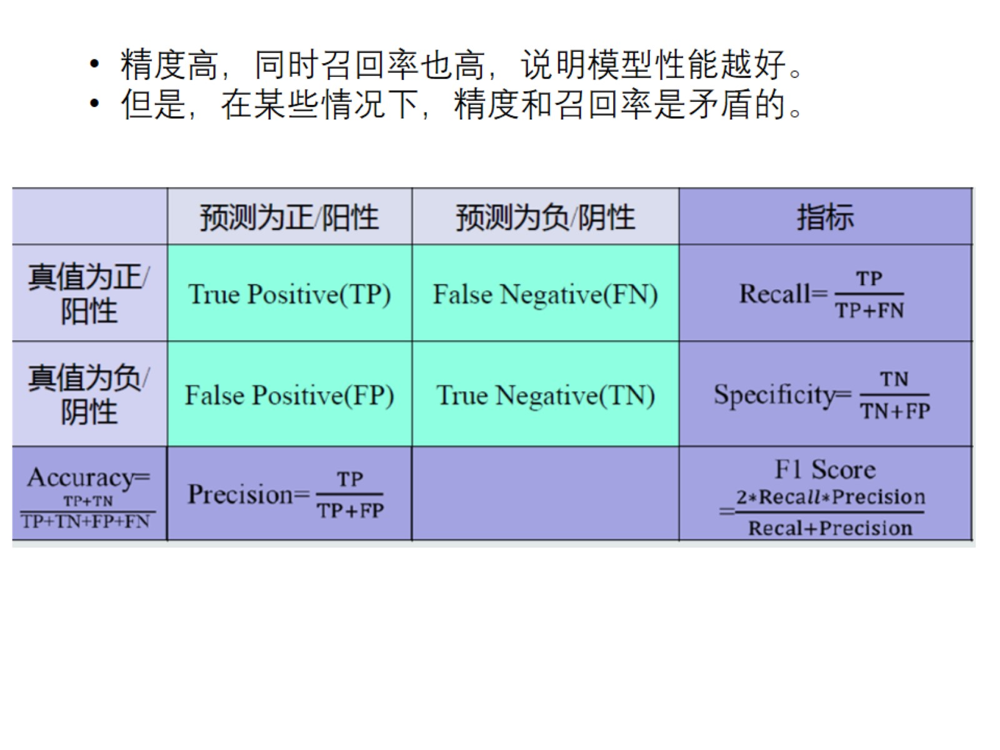 • 精度高，同时召回率也高，说明模型性能越好。
• 但是，在某些情况下，精度和召回率是矛盾的。
预测为正/阳性 预测为负/阴性 指标
真值为正/
阳性
True Positive(TP) False Negative(FN) Recall= TP
TP+FN
真值为负/
阴性
False Positive(FP) True Negative(TN) Specificity= TN
TN+FP
Accuracy=
TP+TN
TP+TN+FP+FN
Precision= TP
TP+FP
F1 Score
= 2*Recall*Precision
Recal+Precision